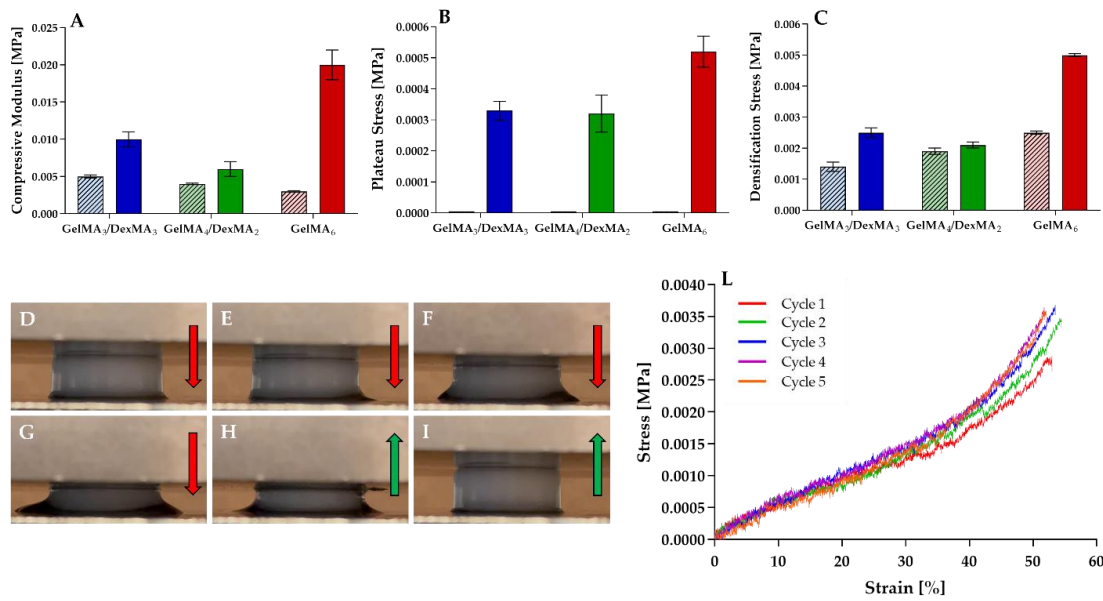 A
Compressive Modulus [MPa]
0.025
0.020
0.015
0.010
0.005
0.000
GelMA₃/DexMA₃
GelMA₄/DexMA₂
GelMA₆
B
Plateau Stress [MPa]
0.0006
0.0005
0.0004
0.0003
0.0002
0.0001
0.0000
GelMA₃/DexMA₃
GelMA₄/DexMA₂
GelMA₆
C
Densification Stress [MPa]
0.006
0.005
0.004
0.003
0.002
0.001
0.000
GelMA₃/DexMA₃
GelMA₄/DexMA₂
GelMA₆
D
E
F
G
H
I
L
Stress [MPa]
0.0040
0.0035
0.0030
0.0025
0.0020
0.0015
0.0010
0.0005
0.0000
Cycle 1
Cycle 2
Cycle 3
Cycle 4
Cycle 5
0
10
20
30
40
50
60
Strain [%]